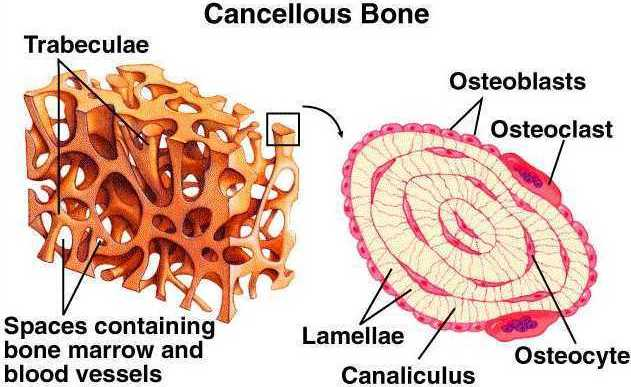 Cancellous Bone
Trabeculae
Osteoblasts
Osteoclast
Spaces containing
bone marrow and
blood vessels
Lamellae
Canaliculus
Osteocyte